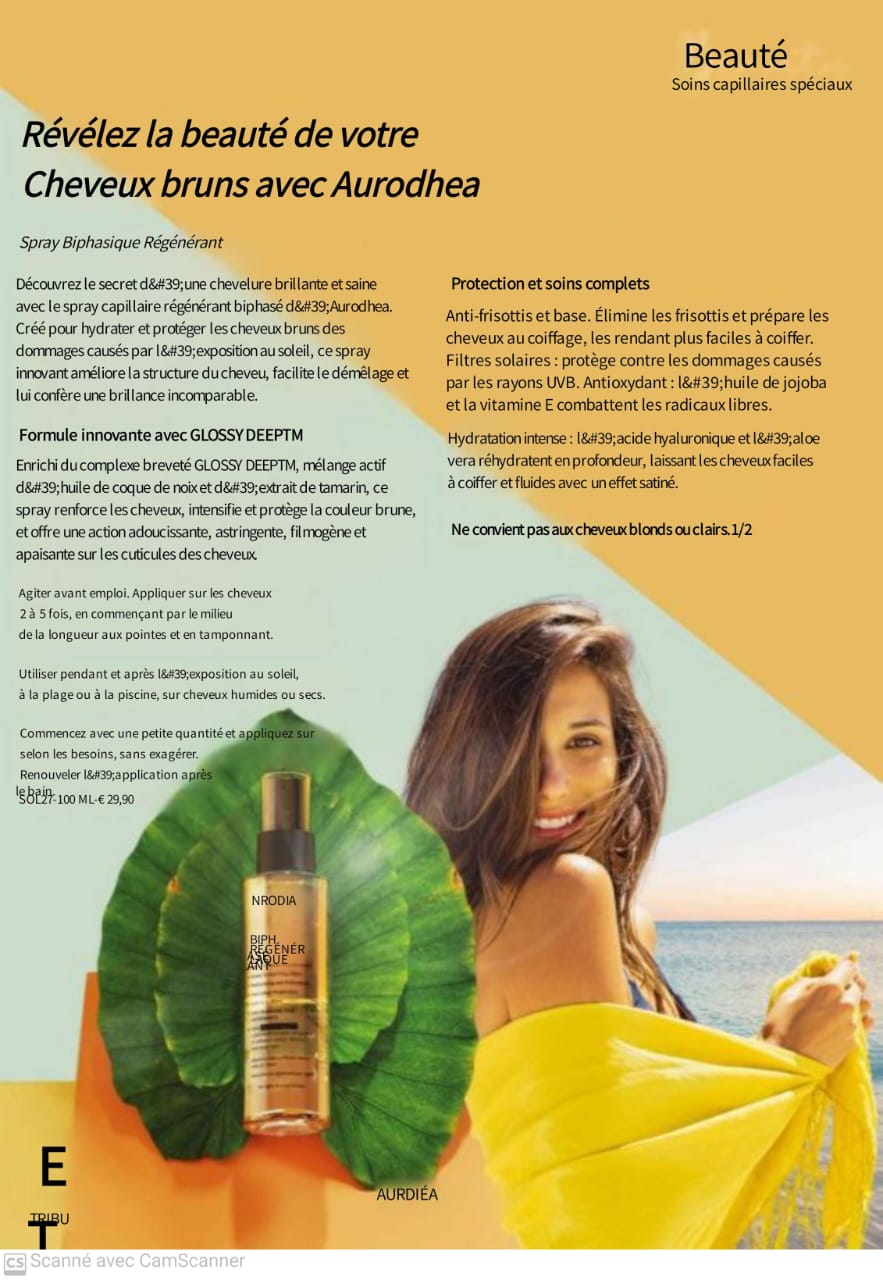 Beauté
Soins capillaires spéciaux
Révélez la beauté de votre
Cheveux bruns avec Aurodhea
Spray Biphasique Régénérant
Découvrez le secret d&#39;une chevelure brillante et saine
avec le spray capillaire régénérant biphasé d&#39;Aurodhea.
Créé pour hydrater et protéger les cheveux bruns des
dommages causés par l&#39;exposition au soleil, ce spray
innovant améliore la structure du cheveu, facilite le démêlage et
lui confère une brillance incomparable.
Formule innovante avec GLOSSY DEEPTM
Enrichi du complexe breveté GLOSSY DEEPTM, mélange actif
d&#39;huile de coque de noix et d&#39;extrait de tamarin, ce
spray renforce les cheveux, intensifie et protège la couleur brune,
et offre une action adoucissante, astringente, filmogène et
apaisante sur les cuticules des cheveux.
Agiter avant emploi. Appliquer sur les cheveux
2 à 5 fois, en commençant par le milieu
de la longueur aux pointes et en tamponnant.
Utiliser pendant et après l&#39;exposition au soleil,
à la plage ou à la piscine, sur cheveux humides ou secs.
Commencez avec une petite quantité et appliquez sur
selon les besoins, sans exagérer.
Renouveler l&#39;application après
le bain.
SOL27-100 ML-€ 29,90
Protection et soins complets
Anti-frisottis et base. Élimine les frisottis et prépare les
cheveux au coiffage, les rendant plus faciles à coiffer.
Filtres solaires : protège contre les dommages causés
par les rayons UVB. Antioxydant : l&#39;huile de jojoba
et la vitamine E combattent les radicaux libres.
Hydratation intense : l&#39;acide hyaluronique et l&#39;aloe
vera réhydratent en profondeur, laissant les cheveux faciles
à coiffer et fluides avec un effet satiné.
Ne convient pas aux cheveux blonds ou clairs.1/2
NRODIA
BIPH
RÉGÉNÉR
ASE
LAQUE
ANT
AURDIÉA
E
TRIBU
T
CS Scanné avec CamScanner